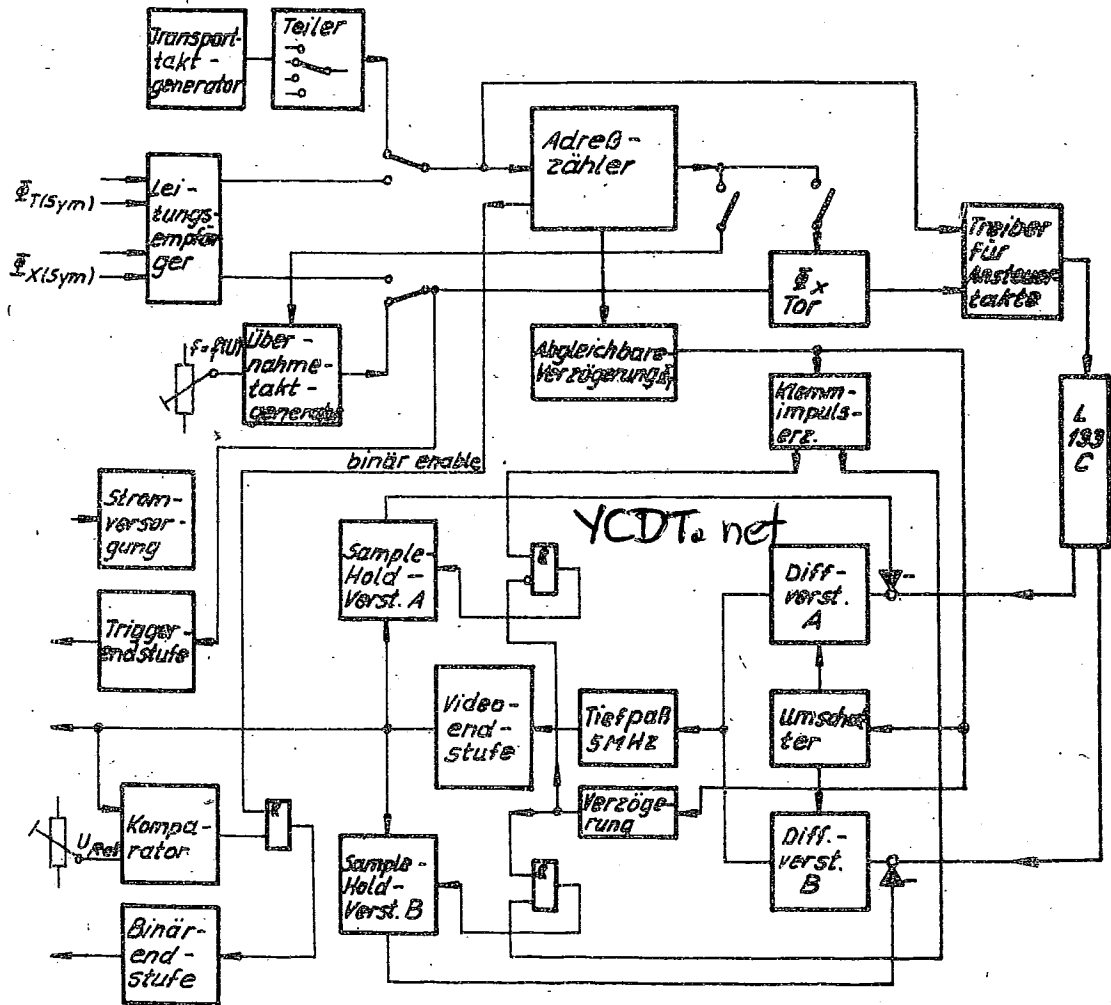 Transport-
takt-
generator
Teiler
Adreß-
zähler
Φ_T(Sym)
Φ_X(Sym)
Lei-
tungs-
empfän-
ger
Treiber
für
Ansteuer
takte
Φ_x
Tor
f=f(U)
Über-
nahme-
takt-
generator
Abgleichbare
Verzögerung
Klemm-
impuls-
erz.
L
133
C
binär enable
Strom-
versor-
gung
YCDT. net
Sample-
Hold-
Verst. A
&
Diff-
verst.
A
Trigger-
endstufe
Video-
end-
stufe
Tiefpaß
5MHz
Umschal
ter
Verzöge-
rung
Kompa-
rator
U_Ref
&
Sample-
Hold-
Verst. B
&
Diff.-
verst.
B
Binär-
end-
stufe